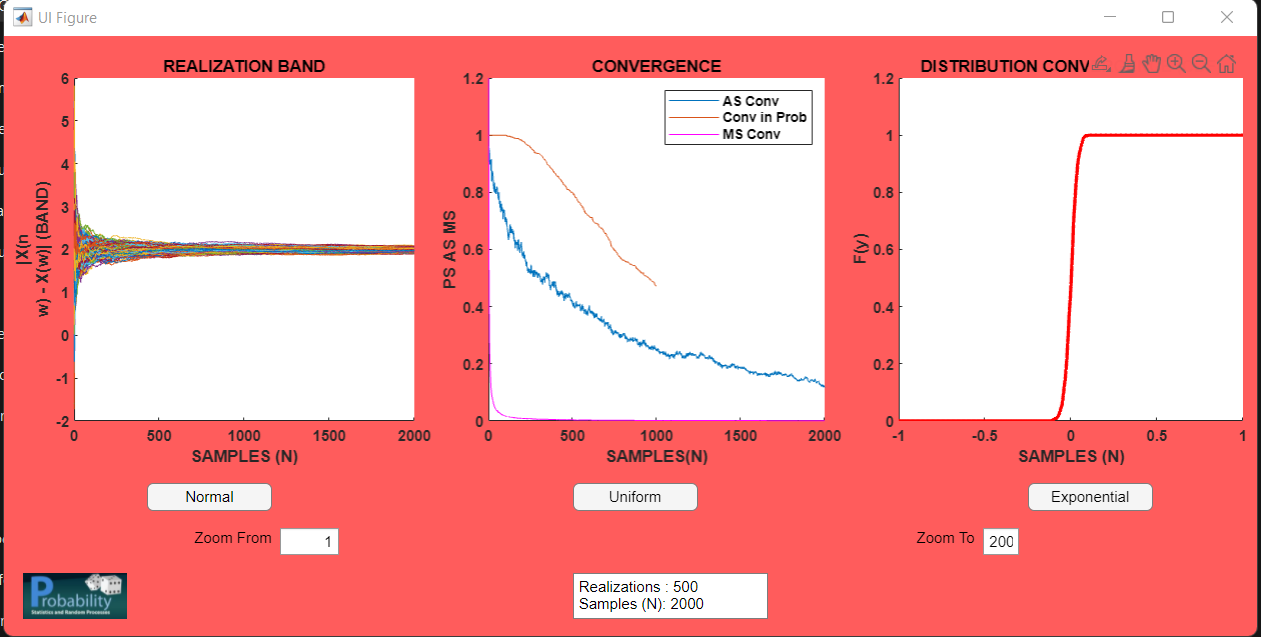 UI Figure
REALIZATION BAND
6
5
4
3
2
1
0
-1
-2
|X(n
w) - X(w)| (BAND)
0
500
1000
1500
2000
SAMPLES (N)
CONVERGENCE
1.2
1
0.8
0.6
0.4
0.2
0
PS AS MS
AS Conv
Conv in Prob
MS Conv
0
500
1000
1500
2000
SAMPLES(N)
DISTRIBUTION CONV
1.2
1
0.8
0.6
0.4
0.2
0
F(y)
-1
-0.5
0
0.5
1
SAMPLES (N)
Normal
Uniform
Exponential
Zoom From
1
Zoom To
200
Probability
Statistics and Random Processes
Realizations : 500
Samples (N): 2000